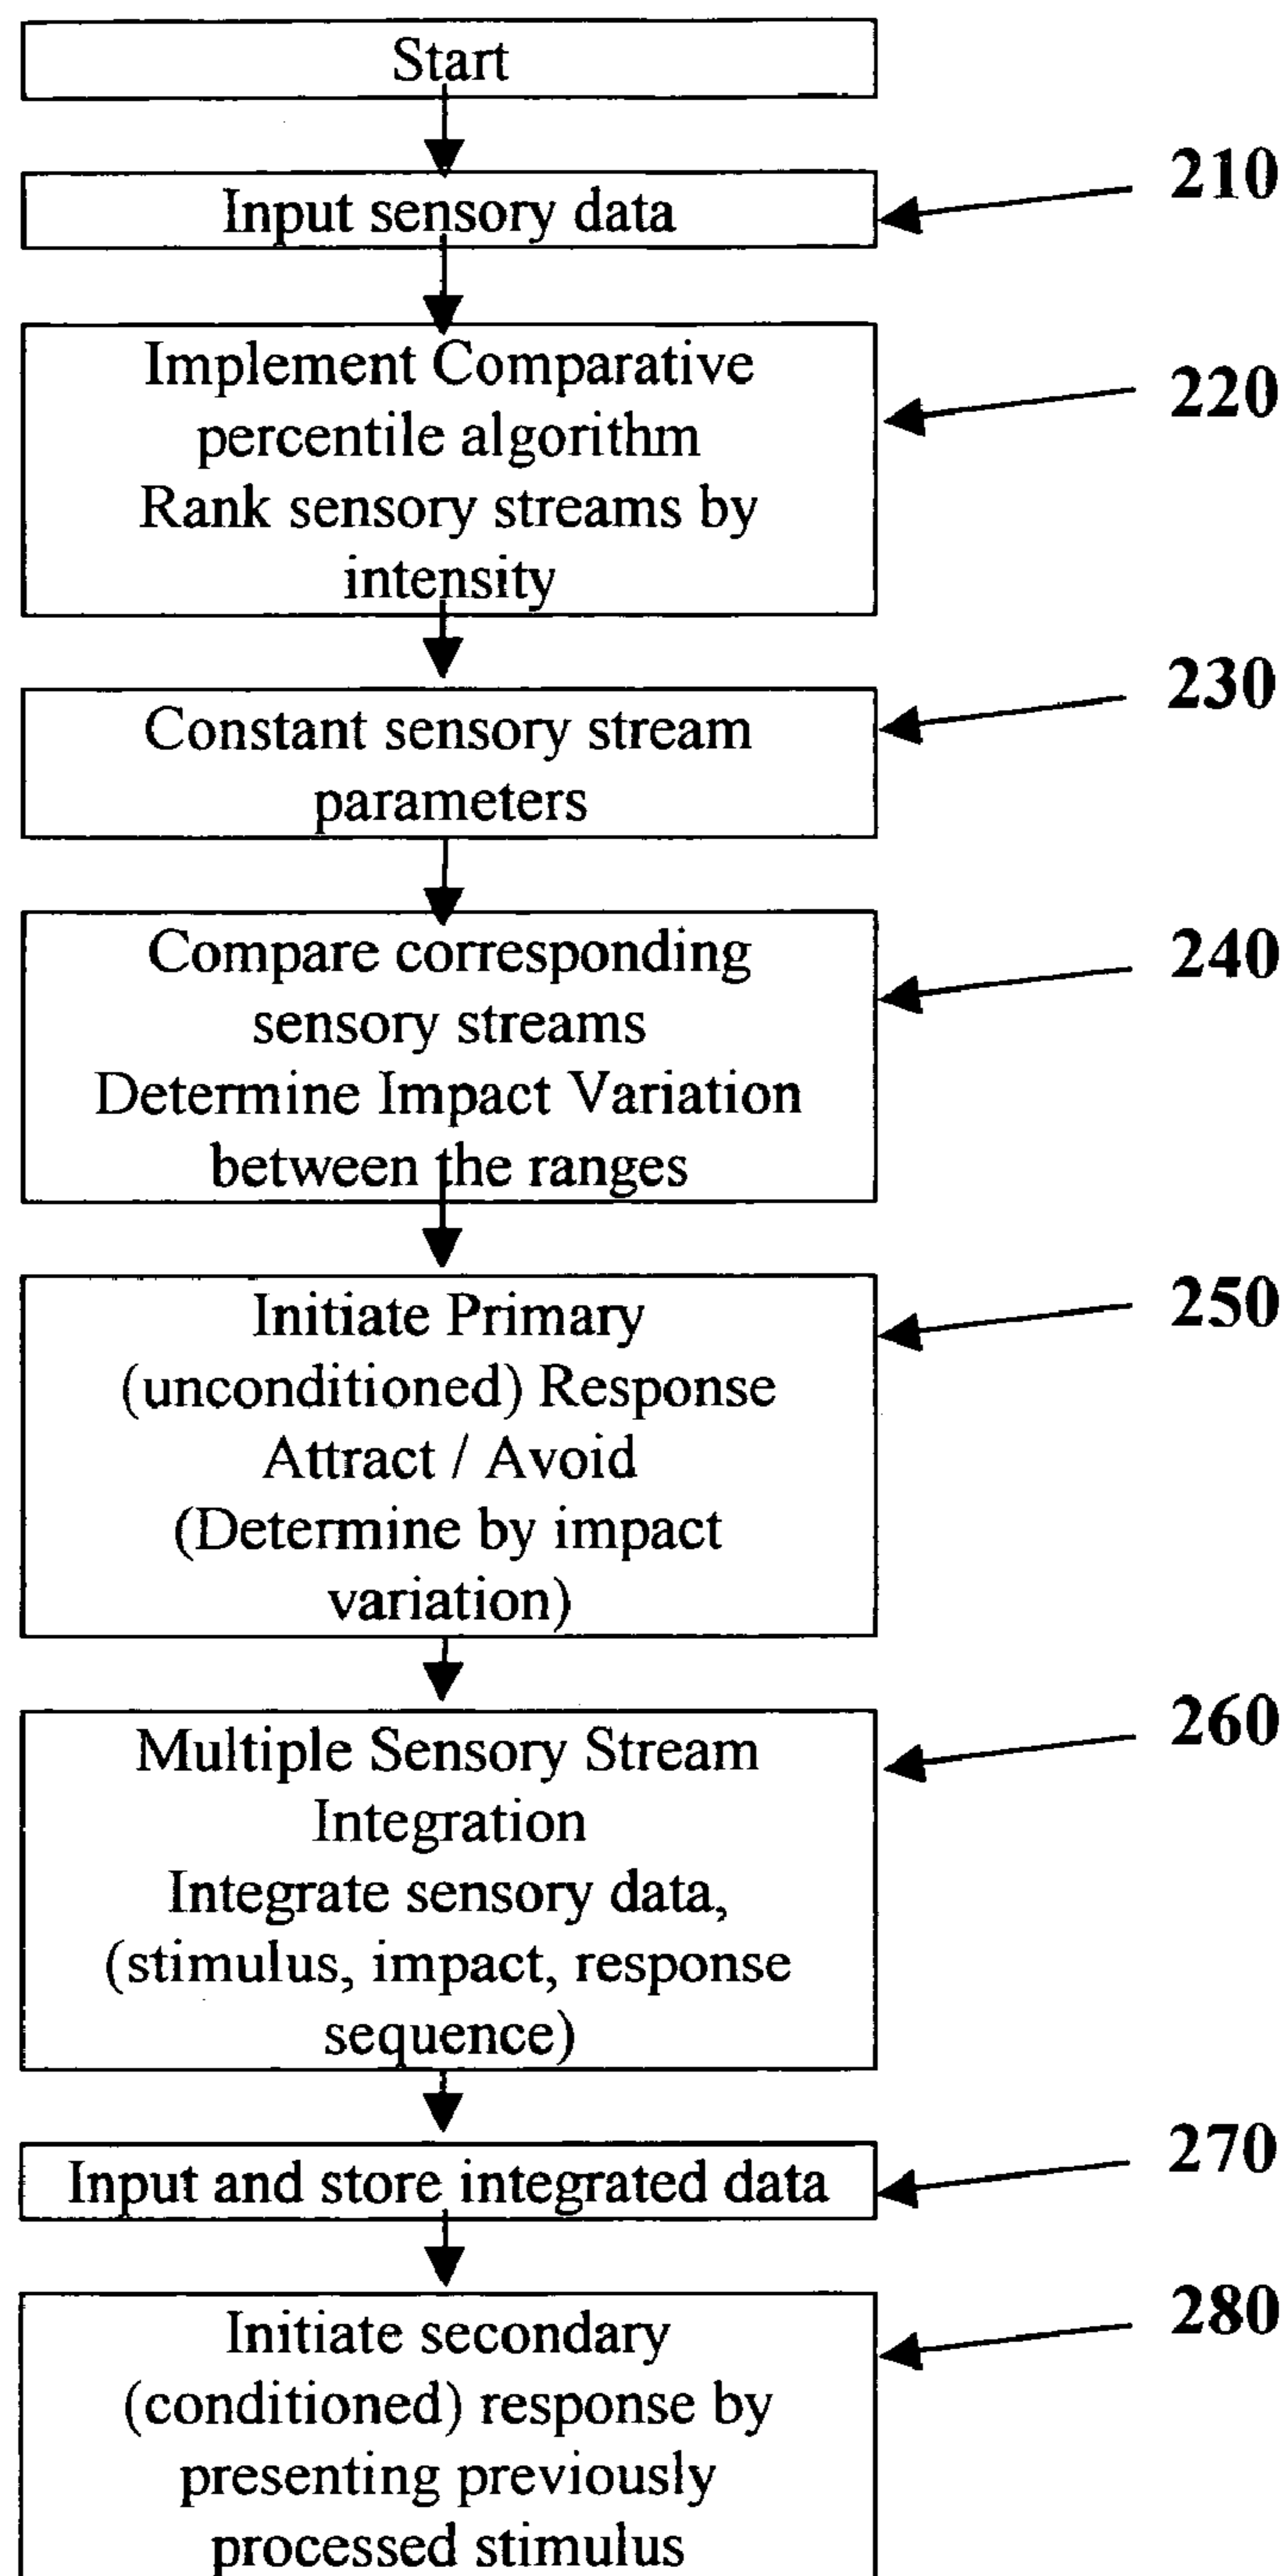 Start
Input sensory data
210
Implement Comparative
percentile algorithm
Rank sensory streams by
intensity
220
Constant sensory stream
parameters
230
Compare corresponding
sensory streams
Determine Impact Variation
between the ranges
240
Initiate Primary
(unconditioned) Response
Attract / Avoid
(Determine by impact
variation)
250
Multiple Sensory Stream
Integration
Integrate sensory data,
(stimulus, impact, response
sequence)
260
Input and store integrated data
270
Initiate secondary
(conditioned) response by
presenting previously
processed stimulus
280